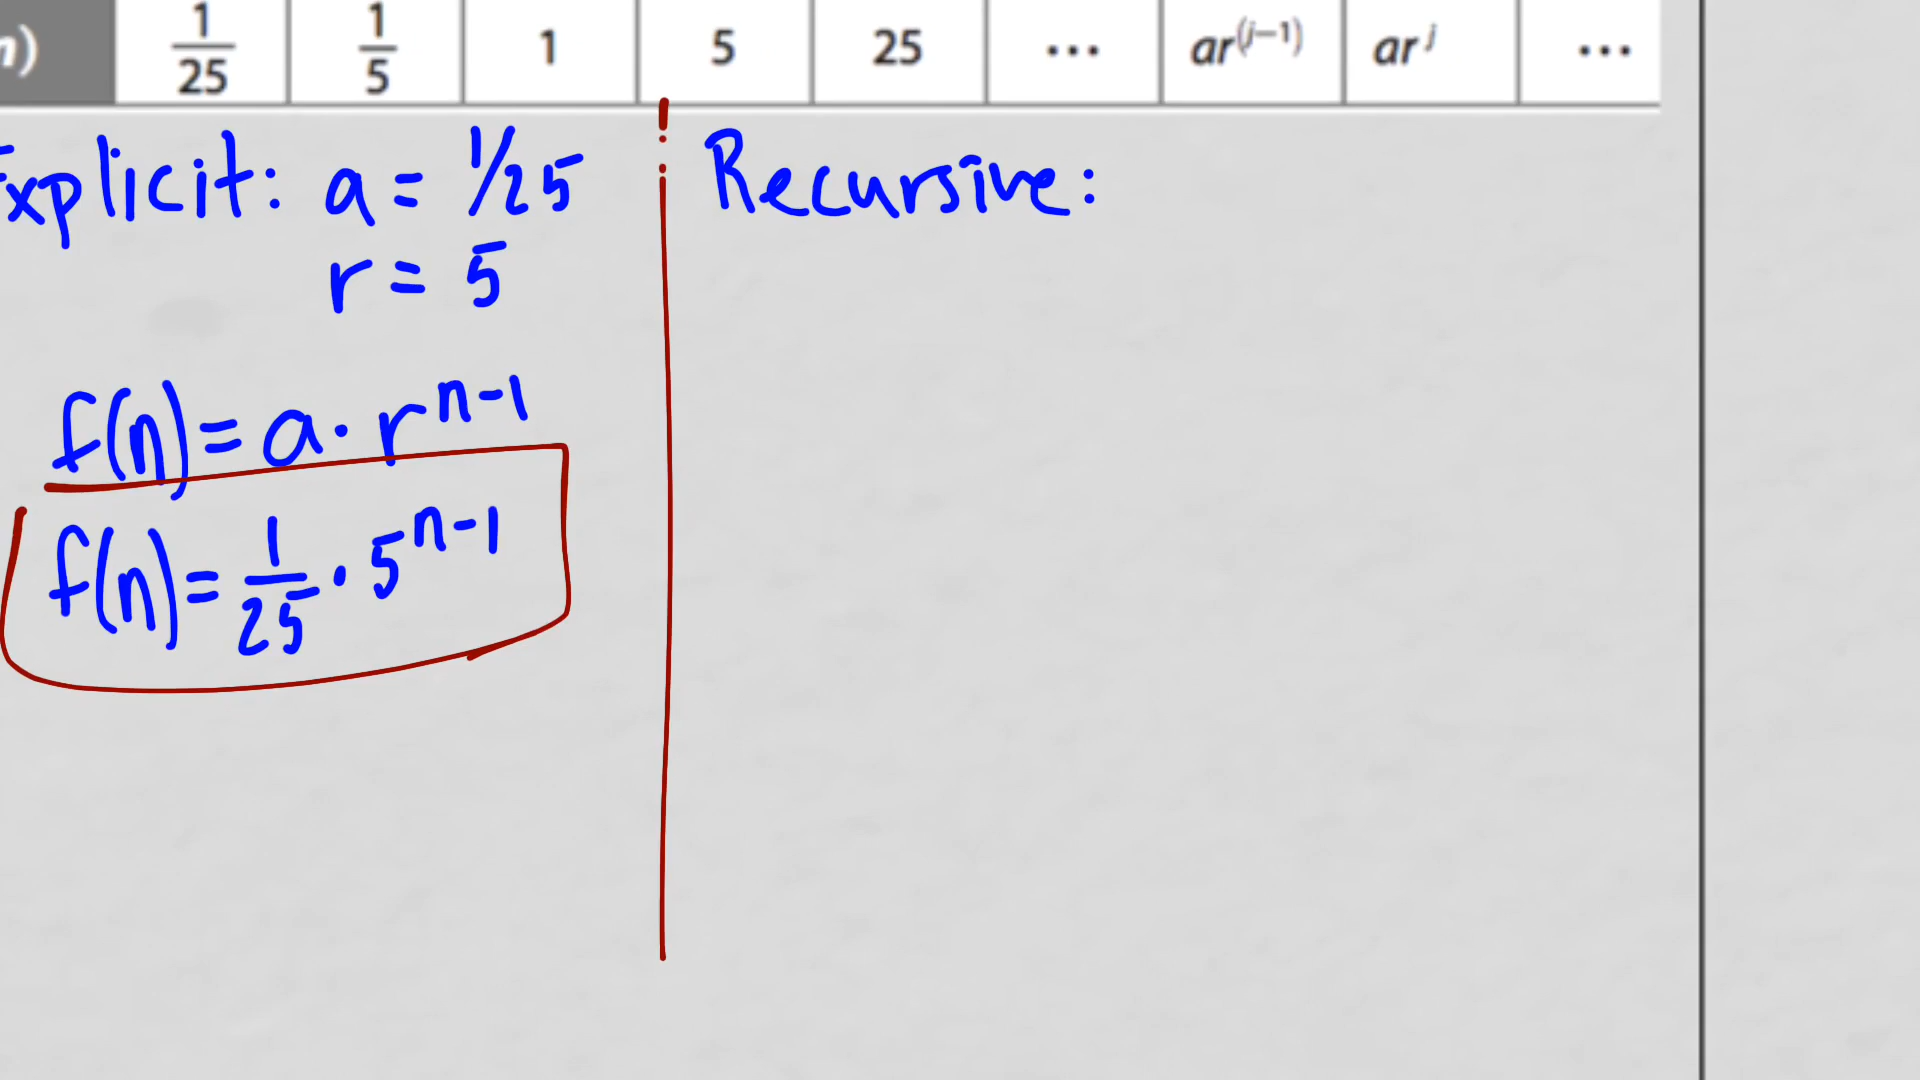 n) 1/25 1/5 1 5 25 ... ar^(j−1) ar^j ...
Explicit: a = 1/25
r = 5
f(n) = a · r^n-1
f(n) = 1/25 · 5^n-1
Recursive: